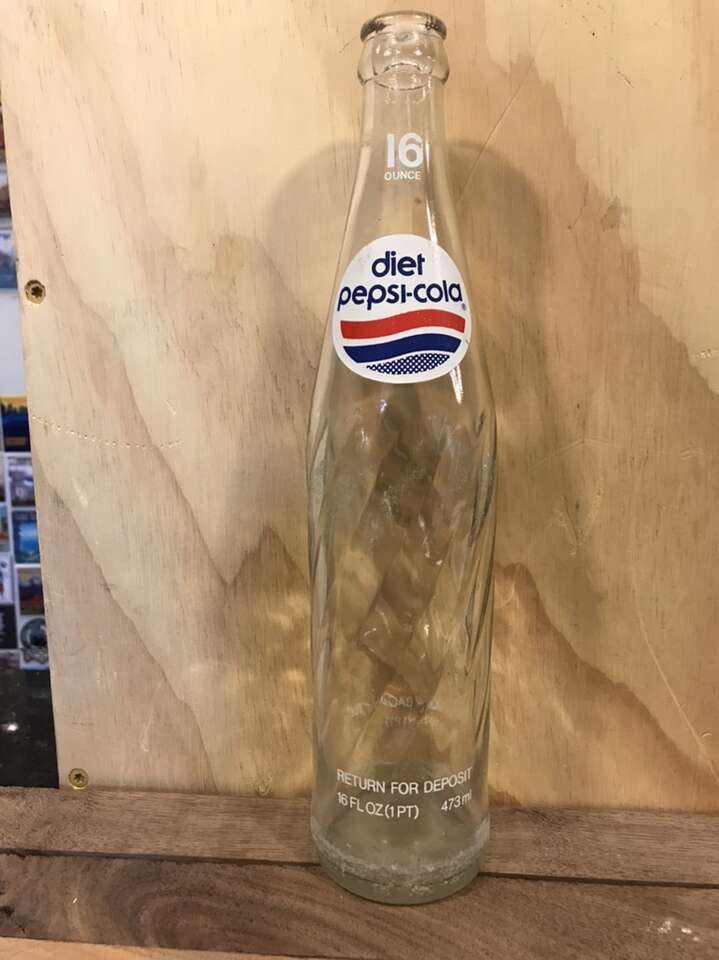 16
OUNCE
diet
pepsi-cola®
RETURN FOR DEPOSIT
16 FL OZ (1 PT) 473 ml